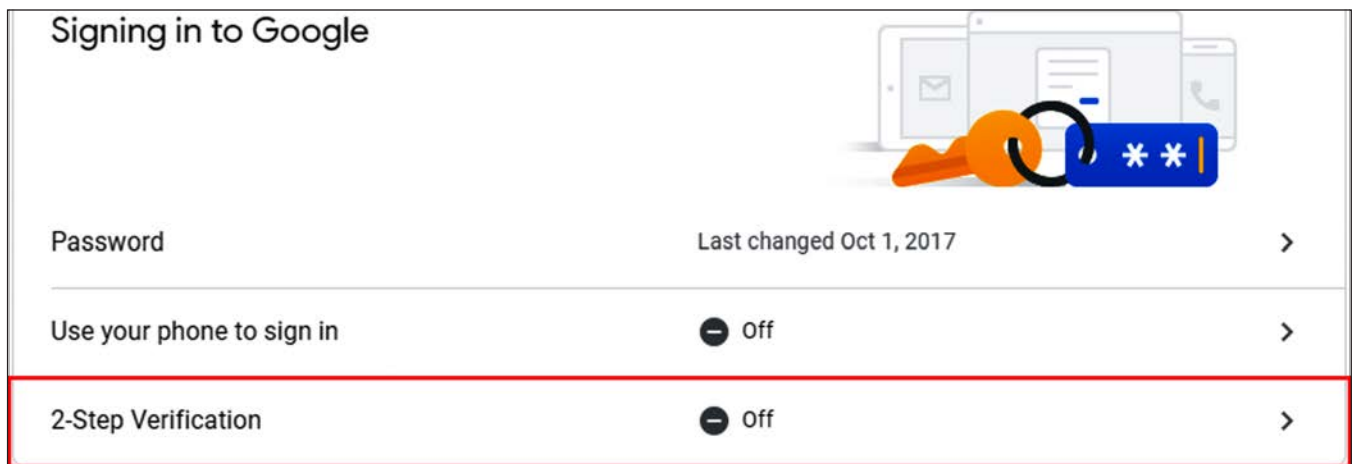 Signing in to Google
**
Password Last changed Oct 1, 2017
Use your phone to sign in Off
2-Step Verification Off